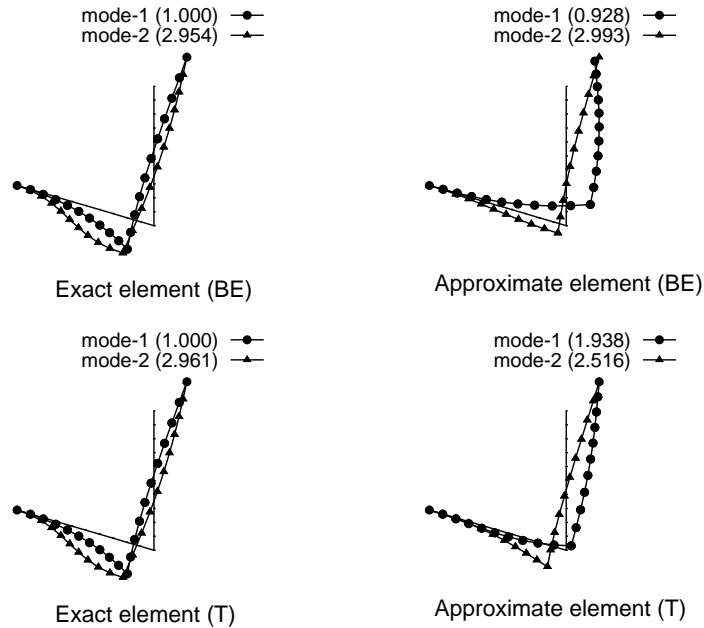 mode-1 (1.000)
mode-2 (2.954)
Exact element (BE)
mode-1 (0.928)
mode-2 (2.993)
Approximate element (BE)
mode-1 (1.000)
mode-2 (2.961)
Exact element (T)
mode-1 (1.938)
mode-2 (2.516)
Approximate element (T)